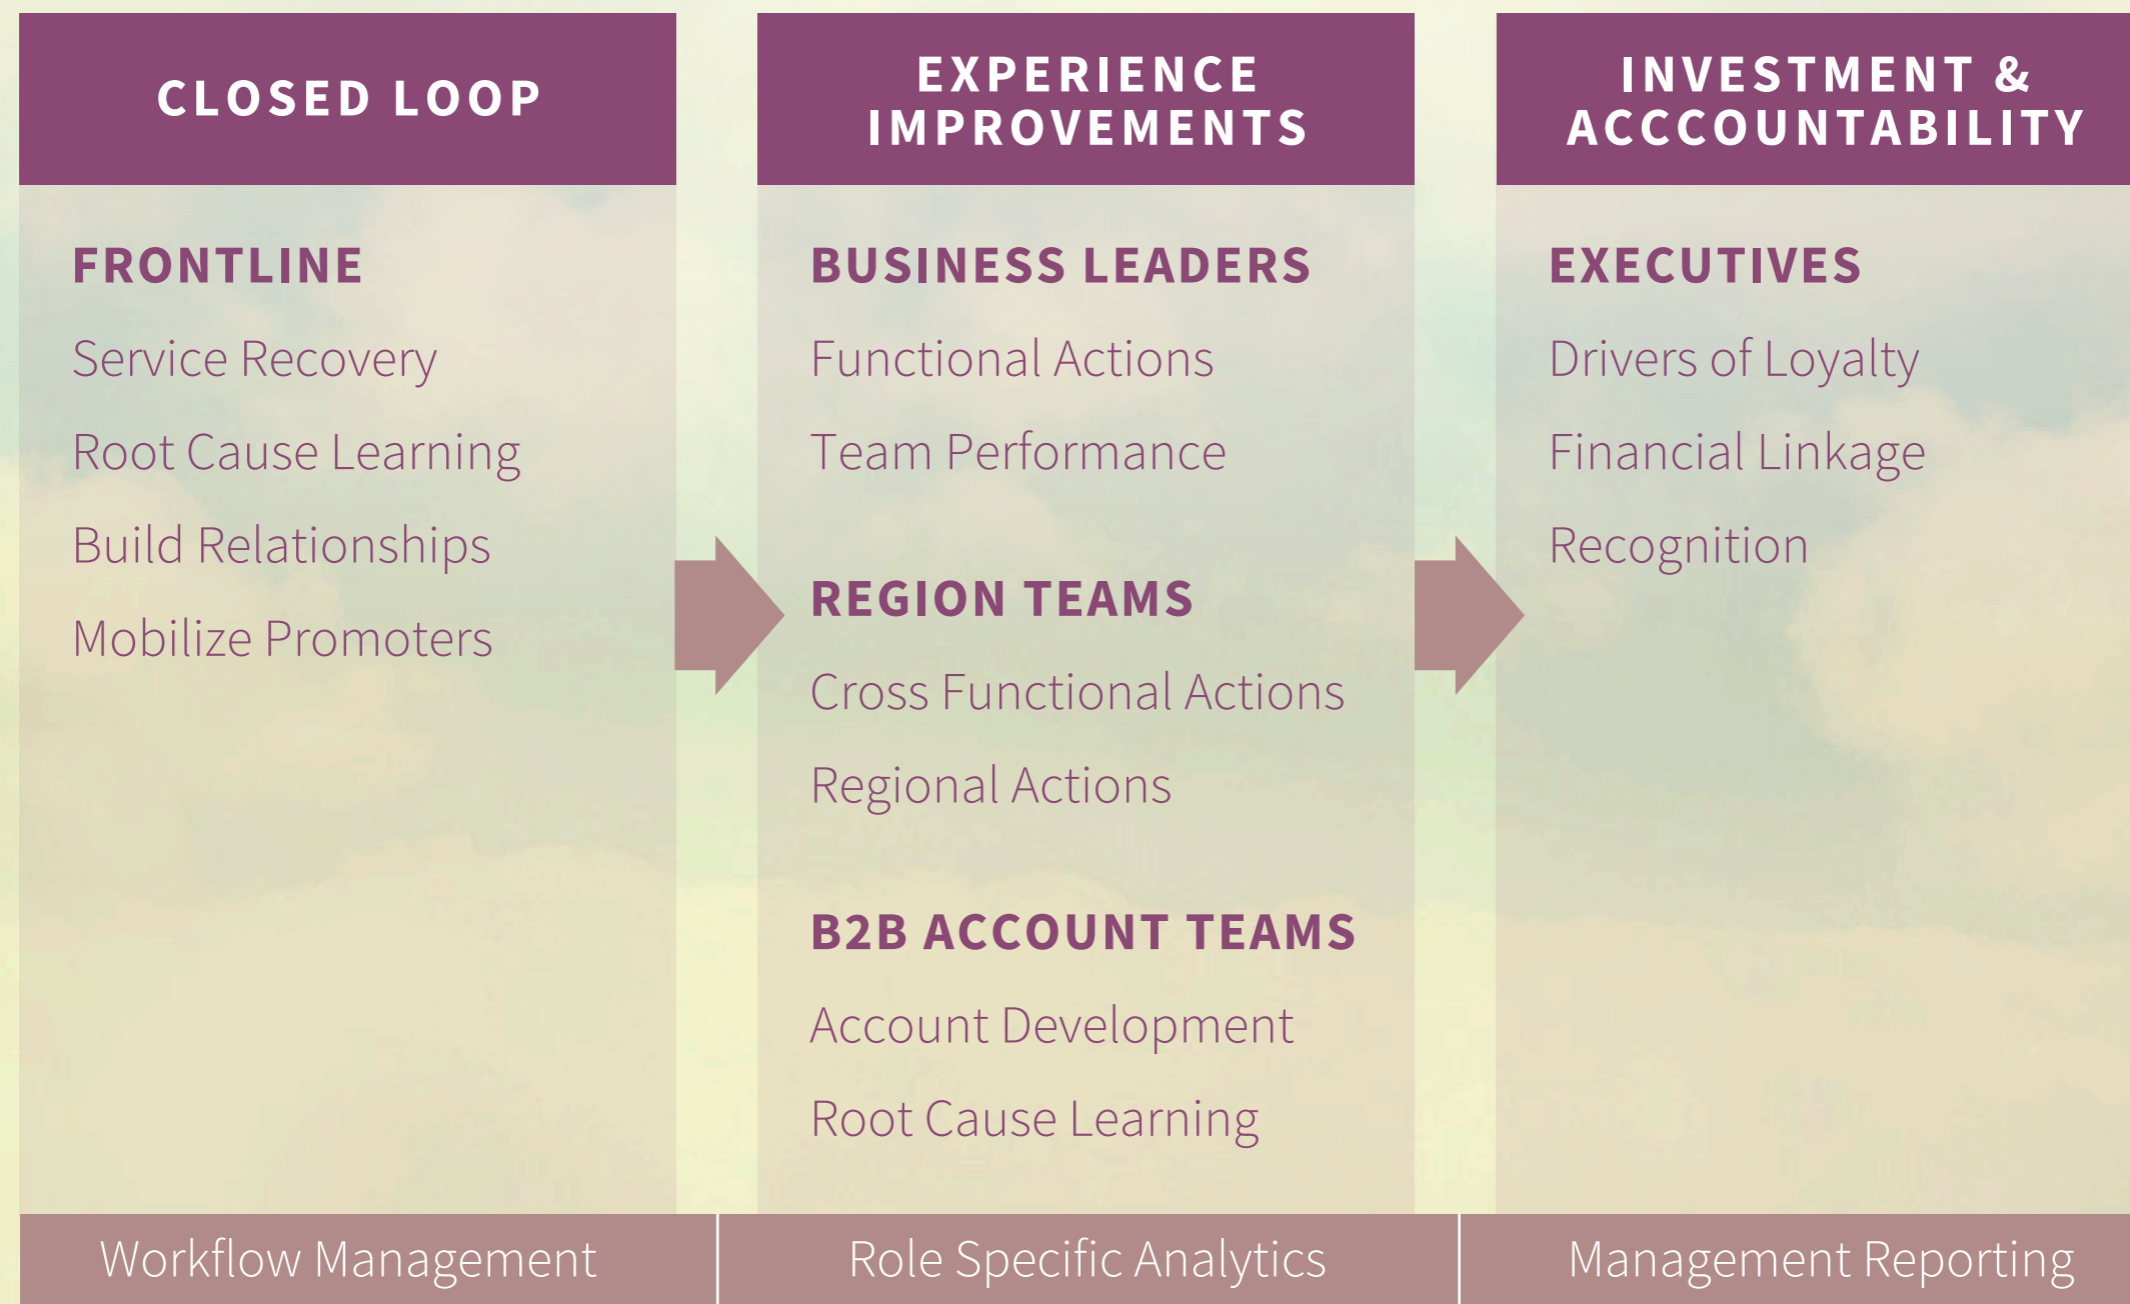 CLOSED LOOP
FRONTLINE
Service Recovery
Root Cause Learning
Build Relationships
Mobilize Promoters
Workflow Management
EXPERIENCE
IMPROVEMENTS
BUSINESS LEADERS
Functional Actions
Team Performance
REGION TEAMS
Cross Functional Actions
Regional Actions
B2B ACCOUNT TEAMS
Account Development
Root Cause Learning
Role Specific Analytics
INVESTMENT &
ACCCOUNTABILITY
EXECUTIVES
Drivers of Loyalty
Financial Linkage
Recognition
Management Reporting